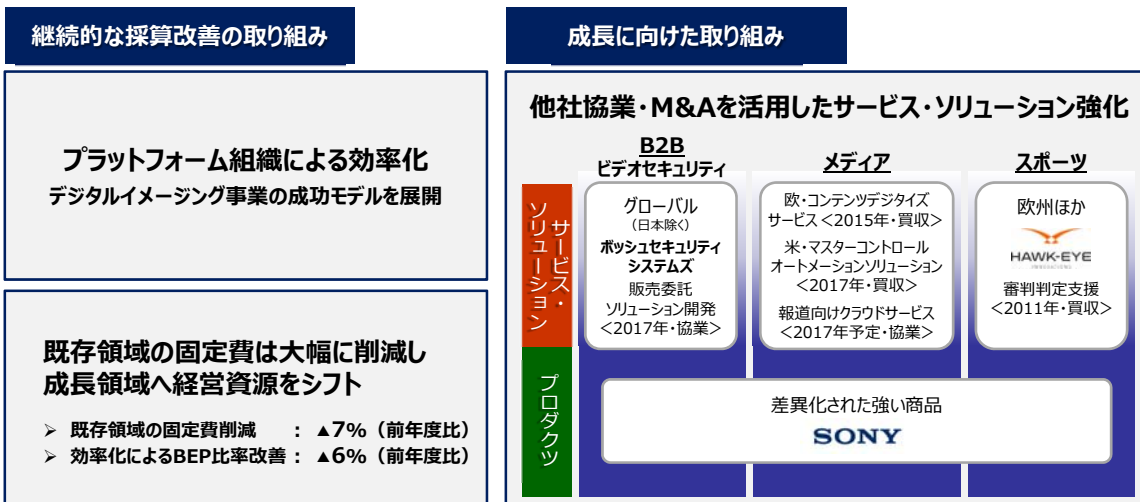 継続的な採算改善の取り組み
プラットフォーム組織による効率化
デジタルイメージング事業の成功モデルを展開
既存領域の固定費は大幅に削減し
成長領域へ経営資源をシフト
➢ 既存領域の固定費削減 : ▲7%（前年度比）
➢ 効率化によるBEP比率改善 : ▲6%（前年度比）
成長に向けた取り組み
他社協業・M&Aを活用したサービス・ソリューション強化
B2B
ビデオセキュリティ
メディア
スポーツ
サービス・
ソリューション
グローバル
（日本除く）
ボッシュセキュリティ
システムズ
販売委託
ソリューション開発
<2017年・協業>
欧・コンテンツデジタイズ
サービス<2015年・買収>
米・マスターコントロール
オートメーションソリューション
<2017年・買収>
報道向けクラウドサービス
<2017年予定・協業>
欧州ほか
HAWK-EYE
審判判定支援
<2011年・買収>
プロダクツ
差異化された強い商品
SONY